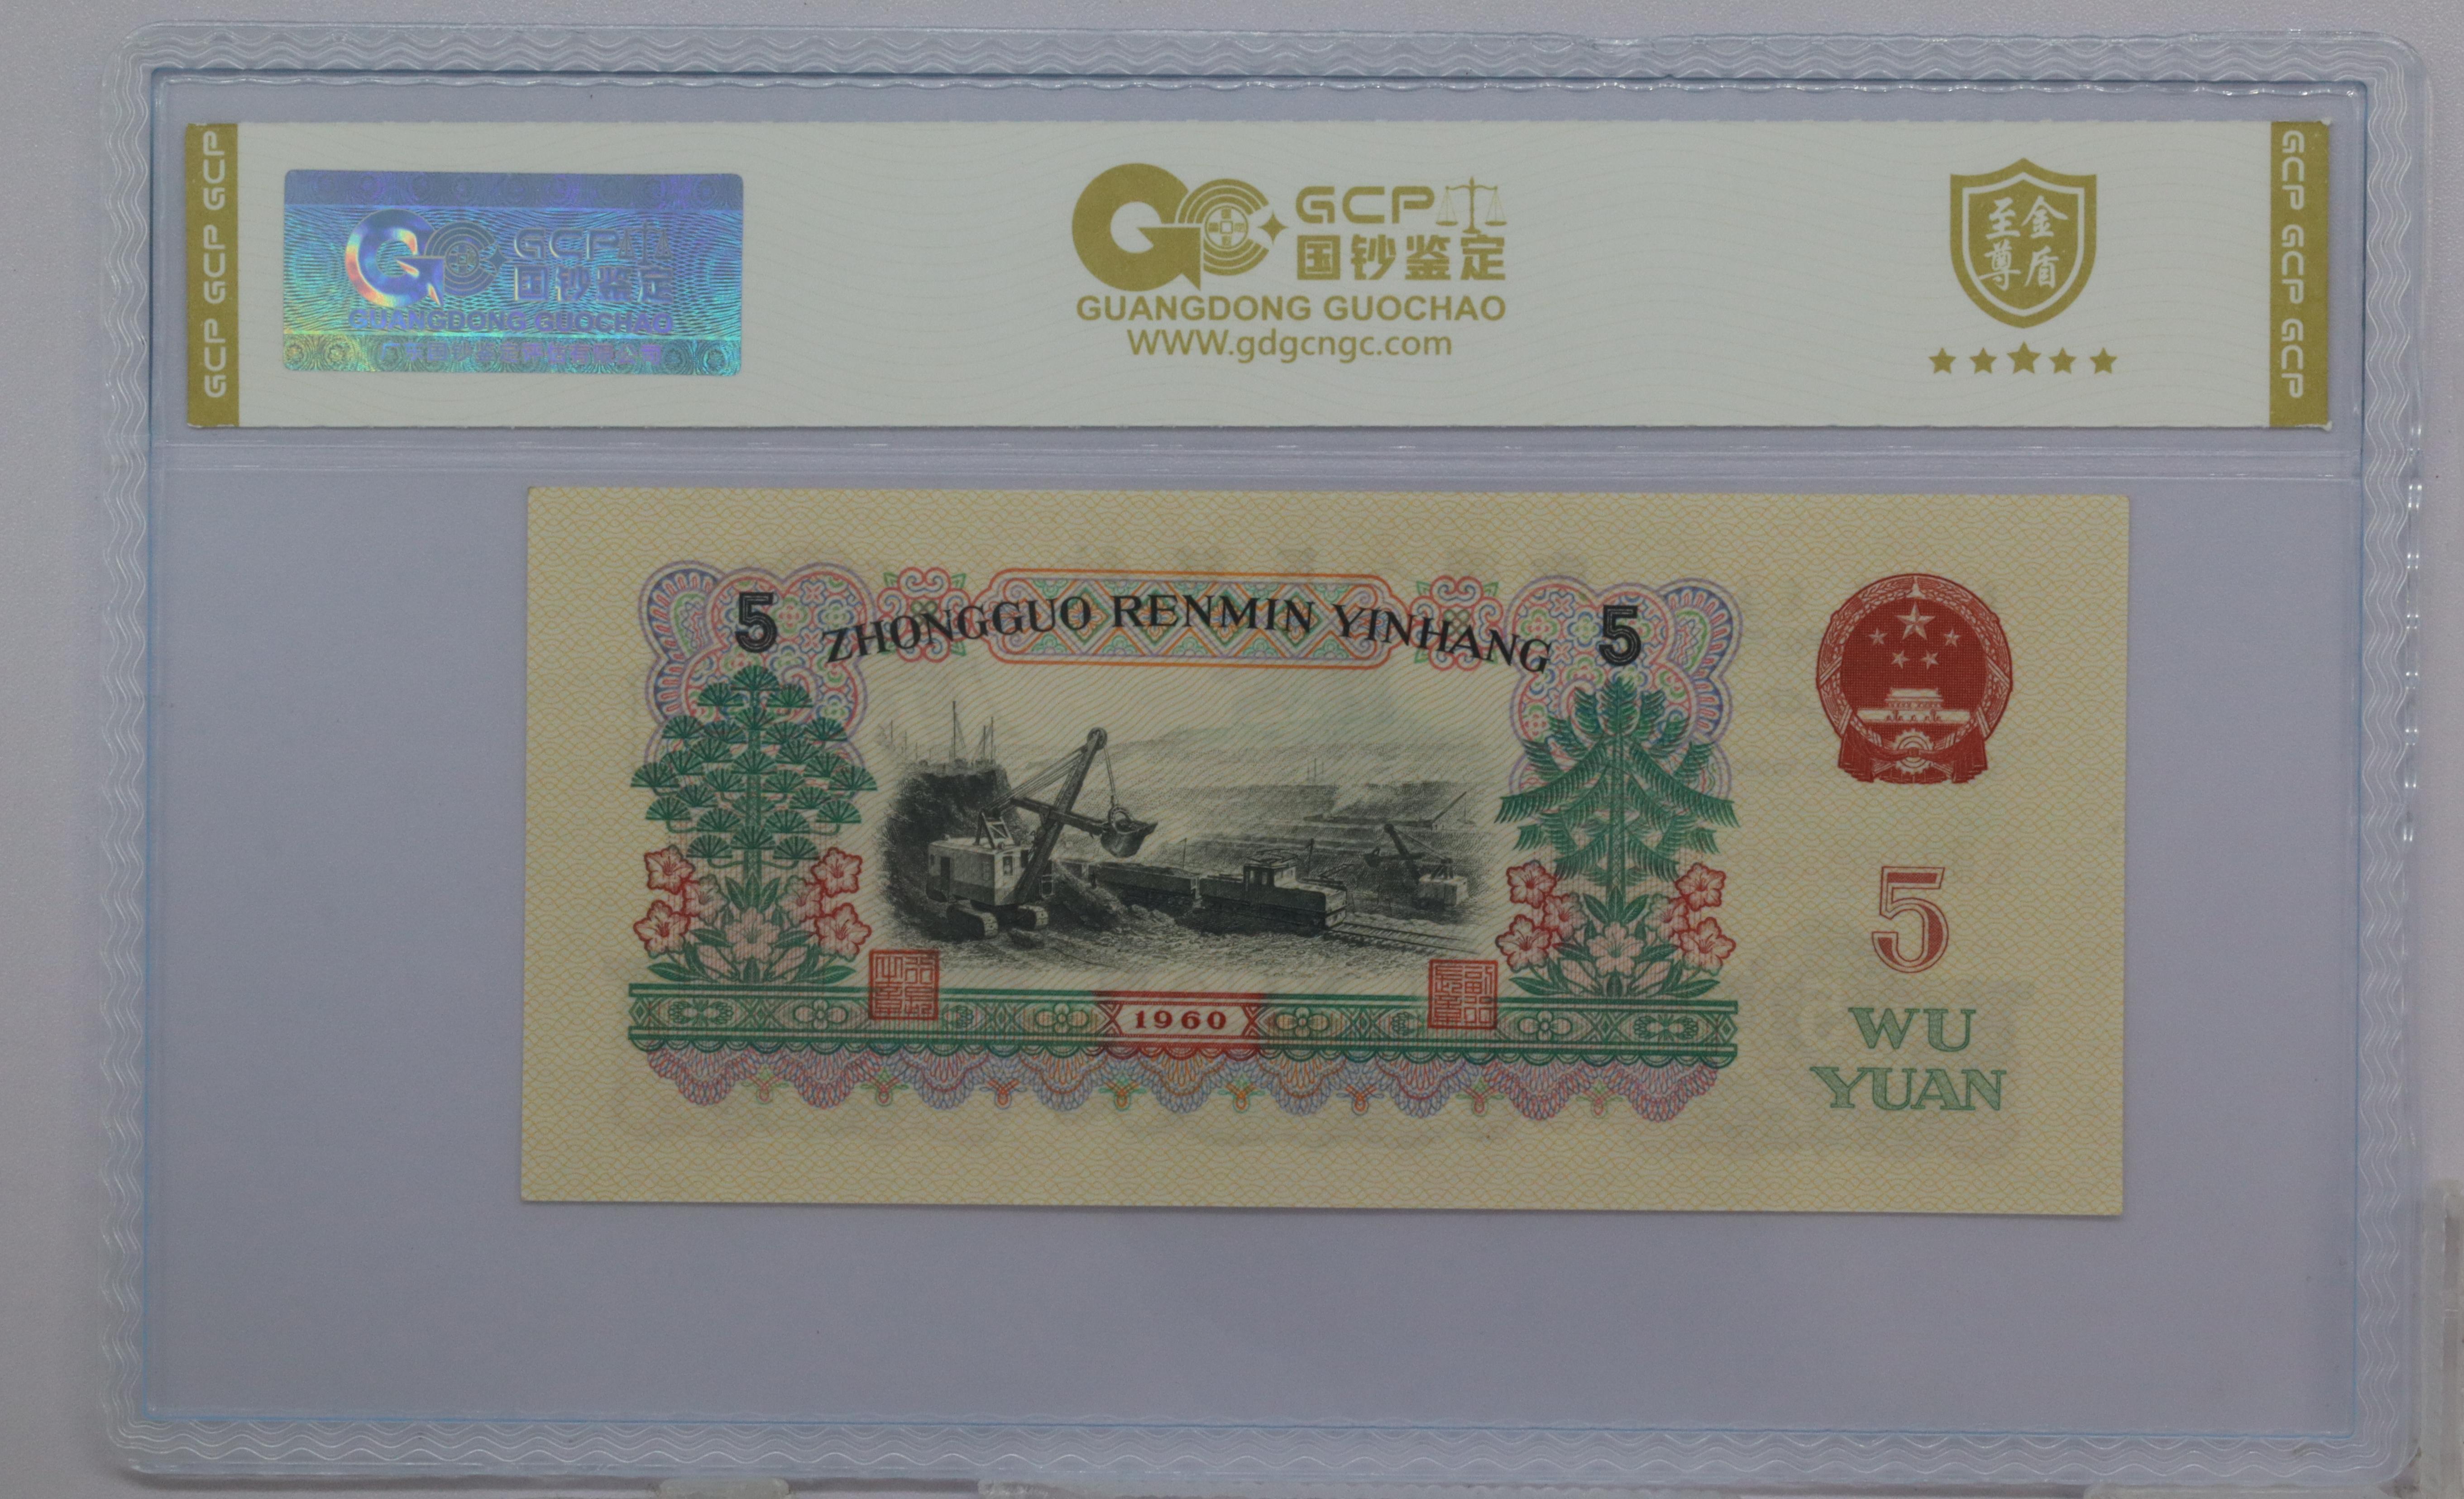 GCP GCP GCP
GCP
国钞鉴定
GUANGDONG GUOCHAO
GCP
国钞鉴定
GUANGDONG GUOCHAO
WWW.gdgcngc.com
至尊
金盾
GCP GCP GCP
5 ZHONGGUO RENMIN YINHANG 5
5
1960
WU
YUAN